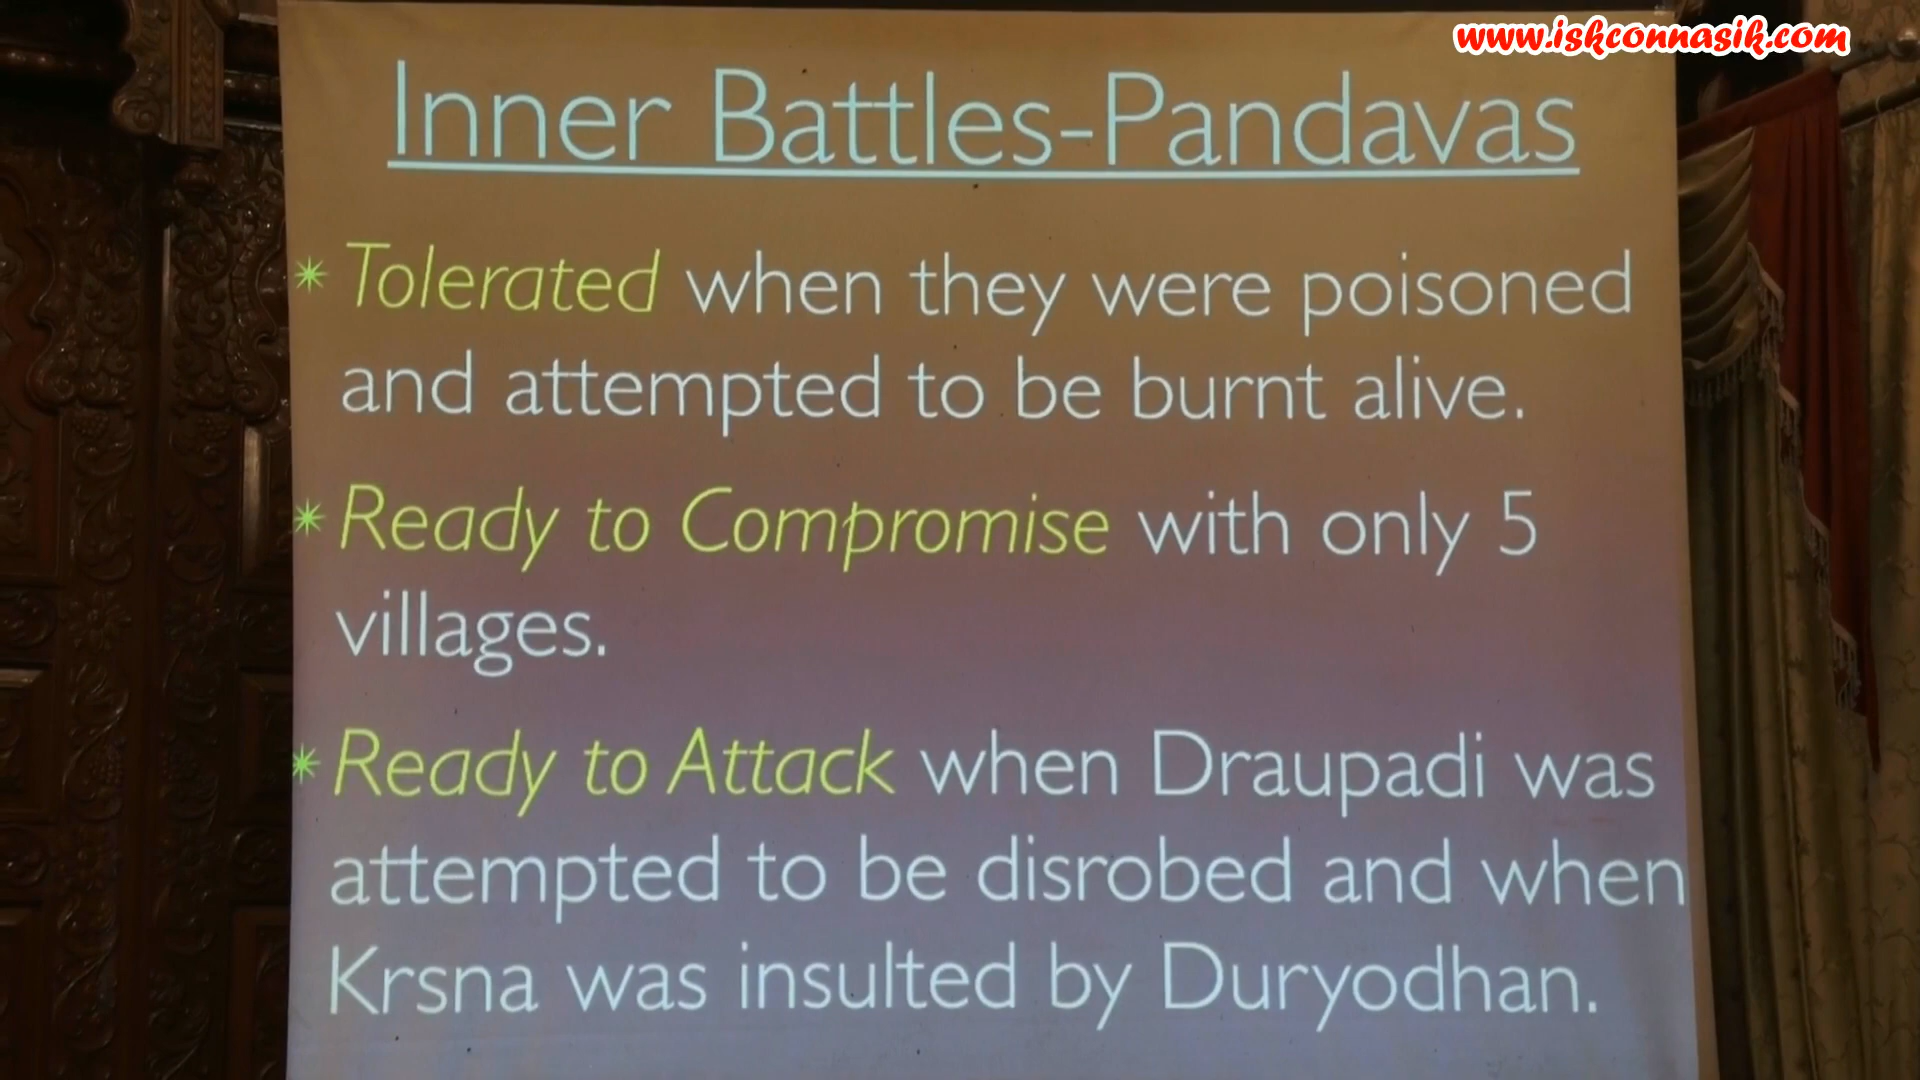 www.iskconnasik.com
Inner Battles-Pandavas
* Tolerated when they were poisoned
and attempted to be burnt alive.
* Ready to Compromise with only 5
villages.
* Ready to Attack when Draupadi was
attempted to be disrobed and when
Krsna was insulted by Duryodhan.